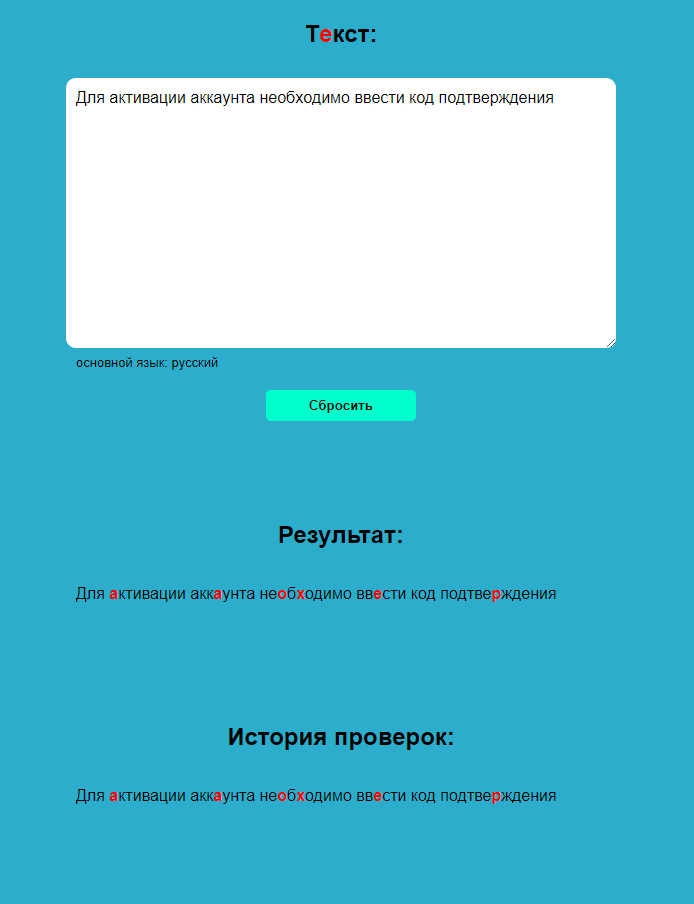 Текст:
Для активации аккаунта необходимо ввести код подтверждения
основной язык: русский
Сбросить
Результат:
Для активации аккаунта необходимо ввести код подтверждения
История проверок:
Для активации аккаунта необходимо ввести код подтверждения